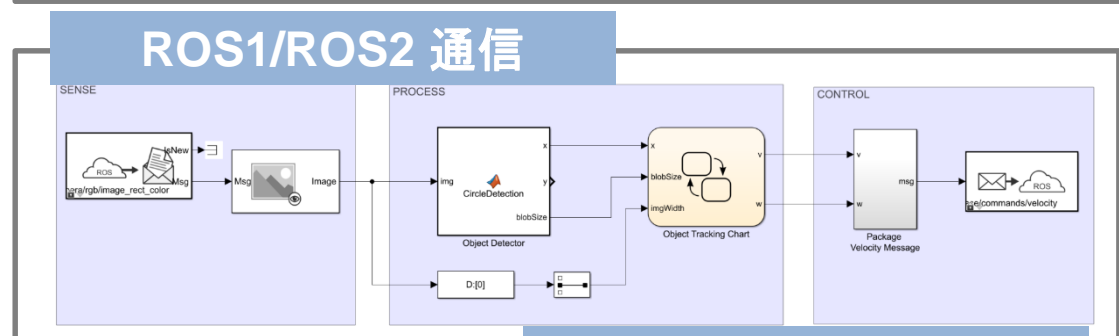 ROS1/ROS2 通信
SENSE
PROCESS
CONTROL
ROS
IsNew
Msg
era/rgb/image_rect_color
Msg
Image
img
CircleDetection
x
y
blobSize
Object Detector
D:[0]
x
blobSize
imgWidth
v
w
Object Tracking Chart
v
w
msg
Package
Velocity Message
ROS
se/commands/velocity